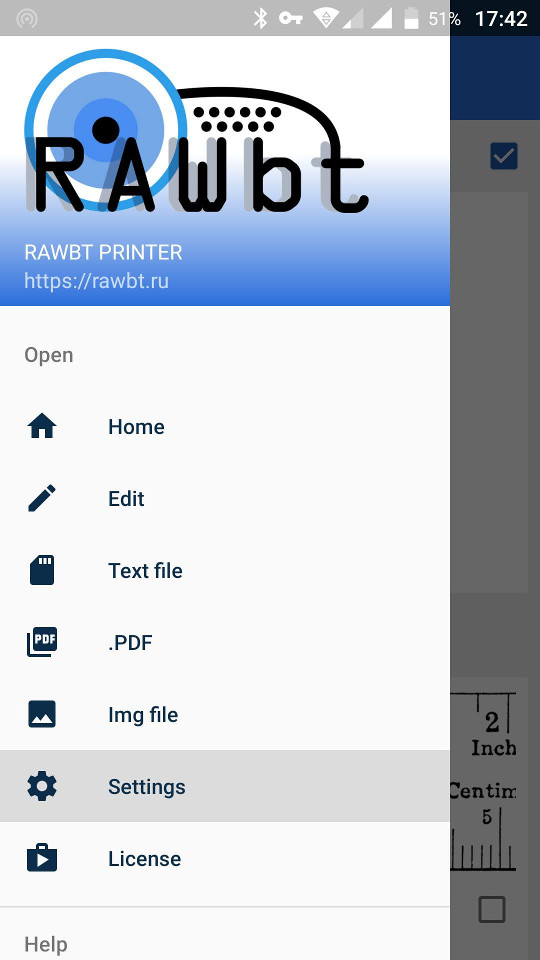 51%
17:42
RAWbt
RAWBT PRINTER
https://rawbt.ru
Open
Home
Edit
Text file
PDF
.PDF
Img file
Settings
License
Help
2
Inch
Centim
5